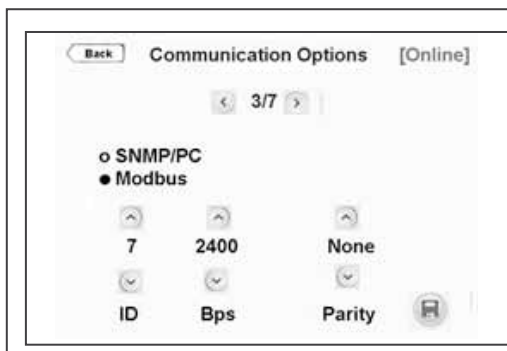 Back Communication Options [Online]
3/7
o SNMP/PC
● Modbus
7 2400 None
ID Bps Parity